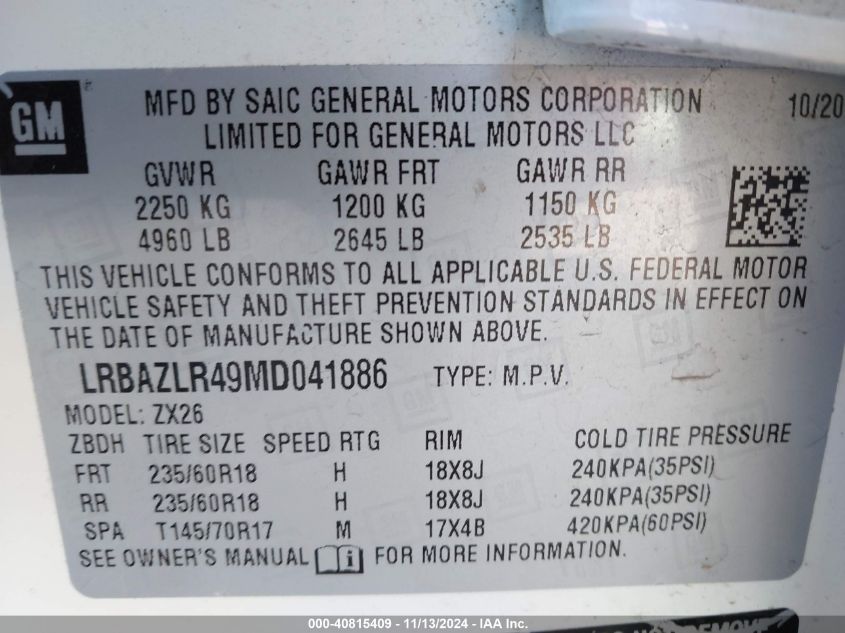 GM
MFD BY SAIC GENERAL MOTORS CORPORATION 10/20
LIMITED FOR GENERAL MOTORS LLC
GVWR GAWR FRT GAWR RR
2250 KG 1200 KG 1150 KG
4960 LB 2645 LB 2535 LB
THIS VEHICLE CONFORMS TO ALL APPLICABLE U.S. FEDERAL MOTOR
VEHICLE SAFETY AND THEFT PREVENTION STANDARDS IN EFFECT ON
THE DATE OF MANUFACTURE SHOWN ABOVE.
LRBAZLR49MD041886 TYPE: M.P.V.
MODEL: ZX26
ZBDH TIRE SIZE SPEED RTG RIM COLD TIRE PRESSURE
FRT 235/60R18 H 18X8J 240KPA(35PSI)
RR 235/60R18 H 18X8J 240KPA(35PSI)
SPA T145/70R17 M 17X4B 420KPA(60PSI)
SEE OWNER'S MANUAL i FOR MORE INFORMATION.
000-40815409 - 11/13/2024 - IAA Inc.